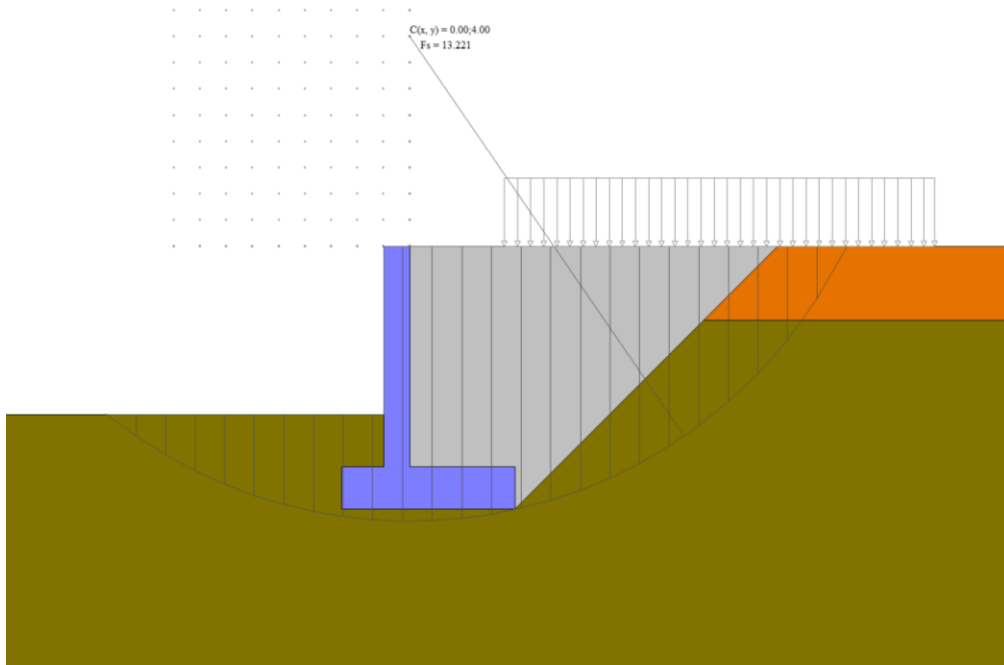 C(x, y) = 0.00;4.00
Fs = 13.221